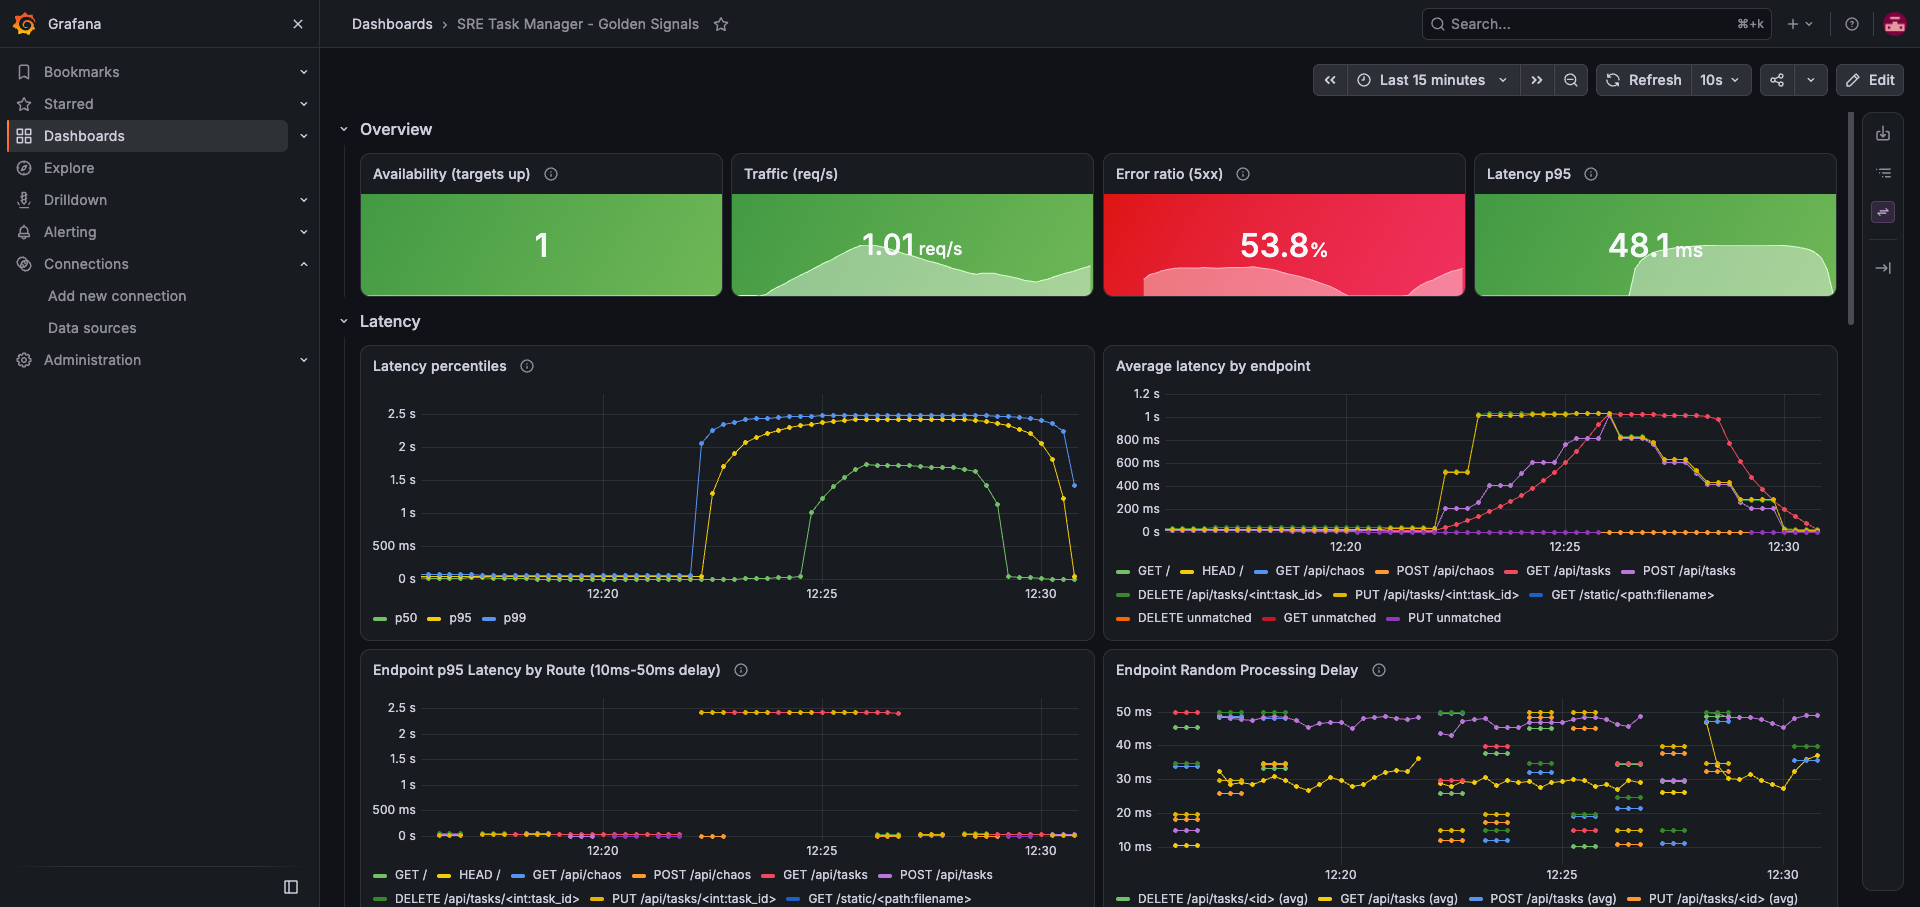 Grafana
Dashboards › SRE Task Manager - Golden Signals
Search... ⌘+k
Bookmarks
Starred
Dashboards
Explore
Drilldown
Alerting
Connections
Add new connection
Data sources
Administration
Last 15 minutes Refresh 10s Edit
Overview
Availability (targets up)
1
Traffic (req/s)
1.01 req/s
Error ratio (5xx)
53.8%
Latency p95
48.1 ms
Latency
Latency percentiles
2.5 s
2 s
1.5 s
1 s
500 ms
0 s
12:20 12:25 12:30
p50 p95 p99
Average latency by endpoint
1.2 s
1 s
800 ms
600 ms
400 ms
200 ms
0 s
12:20 12:25 12:30
GET / HEAD / GET /api/chaos POST /api/chaos GET /api/tasks POST /api/tasks
DELETE /api/tasks/<int:task_id> PUT /api/tasks/<int:task_id> GET /static/<path:filename>
DELETE unmatched GET unmatched PUT unmatched
Endpoint p95 Latency by Route (10ms-50ms delay)
2.5 s
2 s
1.5 s
1 s
500 ms
0 s
12:20 12:25 12:30
GET / HEAD / GET /api/chaos POST /api/chaos GET /api/tasks POST /api/tasks
DELETE /api/tasks/<int:task_id> PUT /api/tasks/<int:task_id> GET /static/<path:filename>
Endpoint Random Processing Delay
50 ms
40 ms
30 ms
20 ms
10 ms
12:20 12:25 12:30
DELETE /api/tasks/<id> (avg) GET /api/tasks (avg) POST /api/tasks (avg) PUT /api/tasks/<id> (avg)